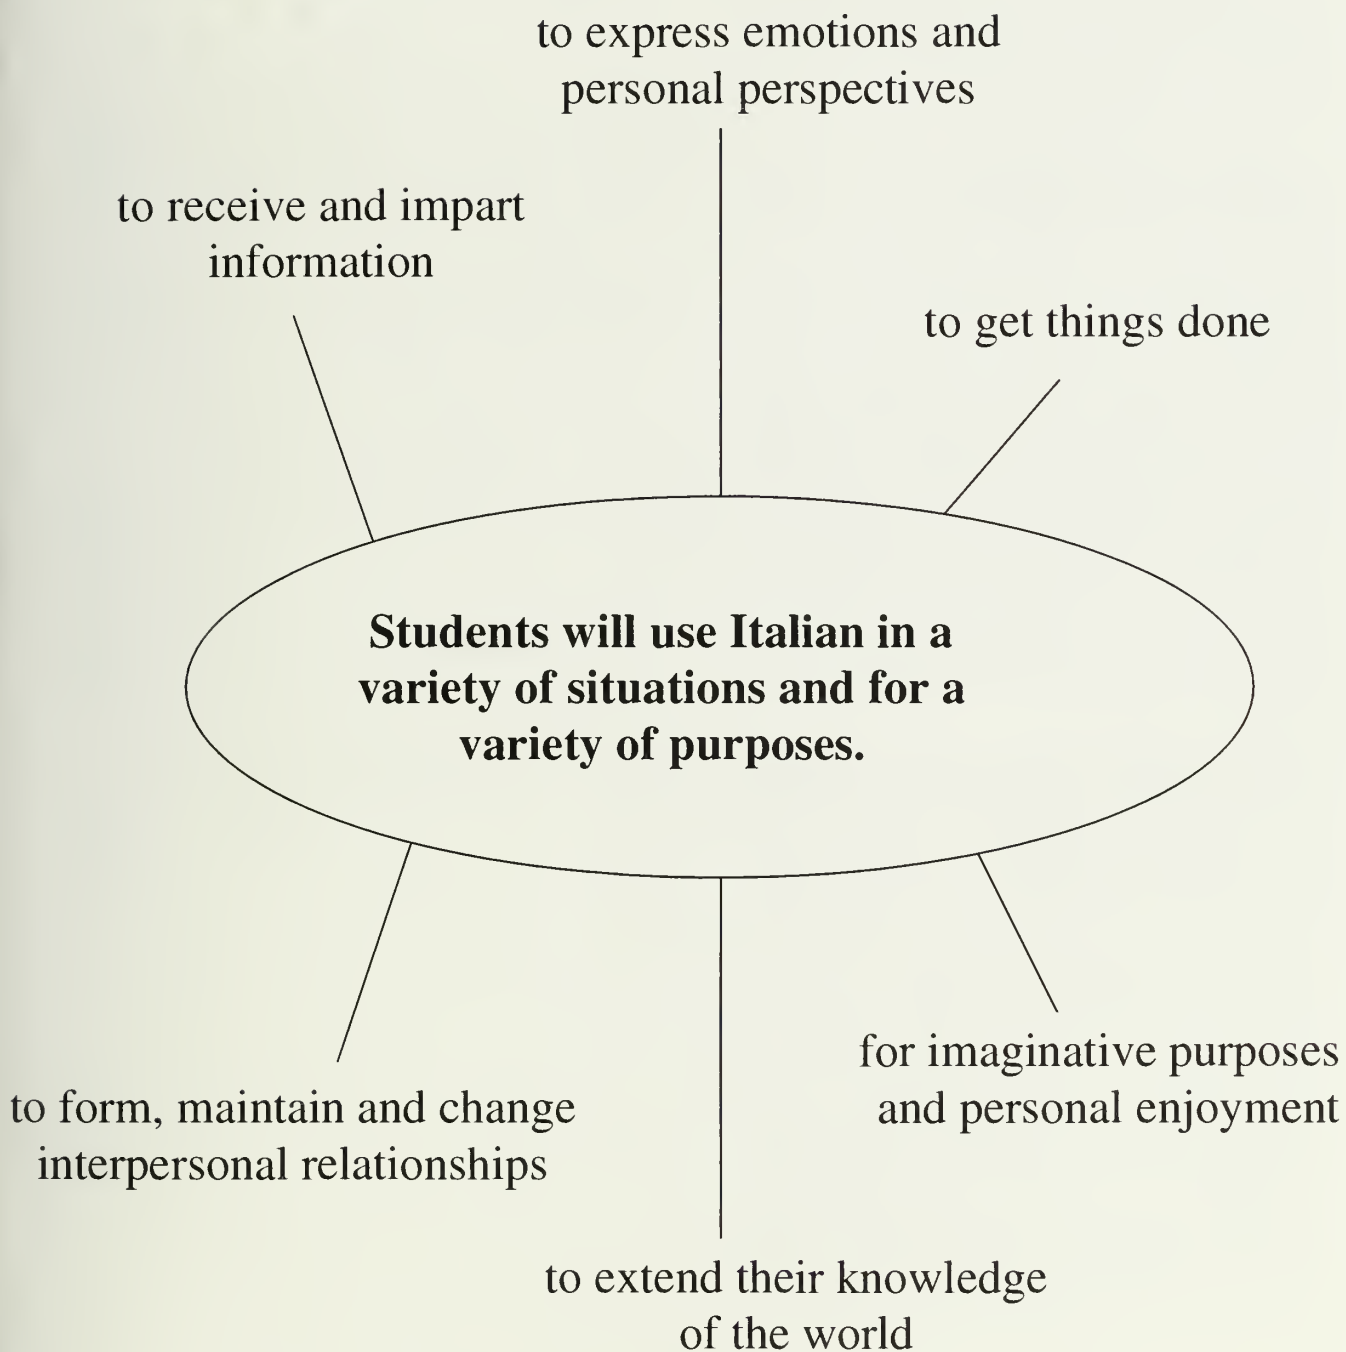 to express emotions and
personal perspectives
to receive and impart
information
to get things done
Students will use Italian in a
variety of situations and for a
variety of purposes.
to form, maintain and change
interpersonal relationships
for imaginative purposes
and personal enjoyment
to extend their knowledge
of the world